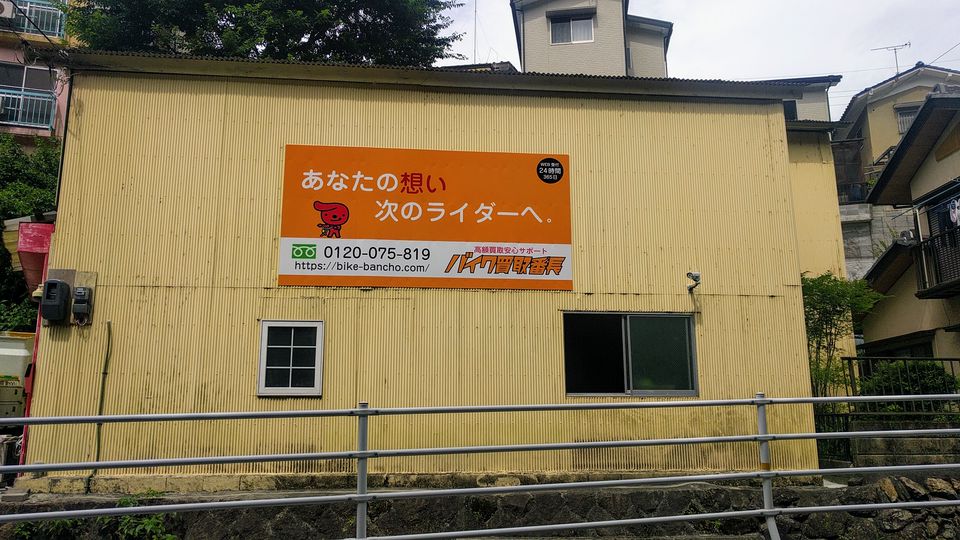 あなたの想い
次のライダーへ。
WEB受付
24時間
365日
0120-075-819
https://bike-bancho.com/
高額買取安心サポート
バイク買取番長